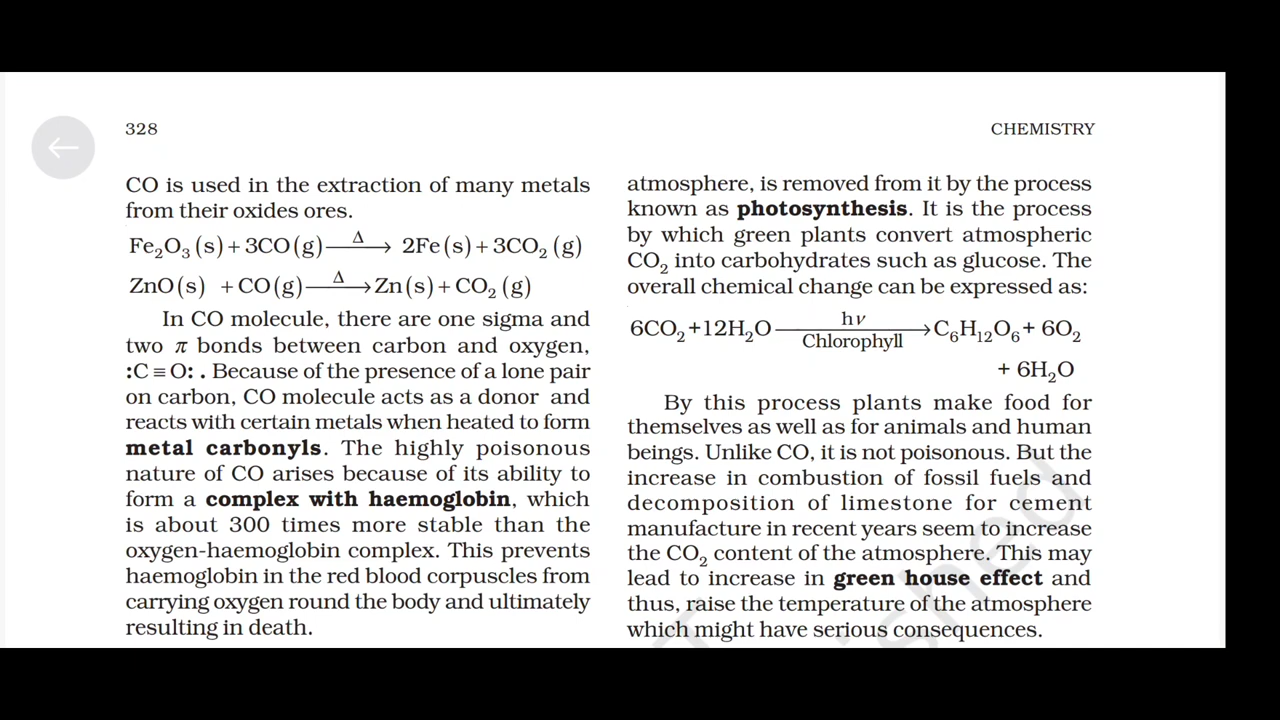 328
CHEMISTRY
CO is used in the extraction of many metals
from their oxides ores.
Fe₂O₃(s) + 3CO(g) —Δ→ 2Fe(s) + 3CO₂(g)
ZnO(s) + CO(g) —Δ→ Zn(s) + CO₂(g)
In CO molecule, there are one sigma and
two π bonds between carbon and oxygen,
:C ≡ O: . Because of the presence of a lone pair
on carbon, CO molecule acts as a donor and
reacts with certain metals when heated to form
metal carbonyls. The highly poisonous
nature of CO arises because of its ability to
form a complex with haemoglobin, which
is about 300 times more stable than the
oxygen-haemoglobin complex. This prevents
haemoglobin in the red blood corpuscles from
carrying oxygen round the body and ultimately
resulting in death.
atmosphere, is removed from it by the process
known as photosynthesis. It is the process
by which green plants convert atmospheric
CO₂ into carbohydrates such as glucose. The
overall chemical change can be expressed as:
6CO₂ +12H₂O —hν/Chlorophyll→ C₆H₁₂O₆ + 6O₂
+ 6H₂O
By this process plants make food for
themselves as well as for animals and human
beings. Unlike CO, it is not poisonous. But the
increase in combustion of fossil fuels and
decomposition of limestone for cement
manufacture in recent years seem to increase
the CO₂ content of the atmosphere. This may
lead to increase in green house effect and
thus, raise the temperature of the atmosphere
which might have serious consequences.